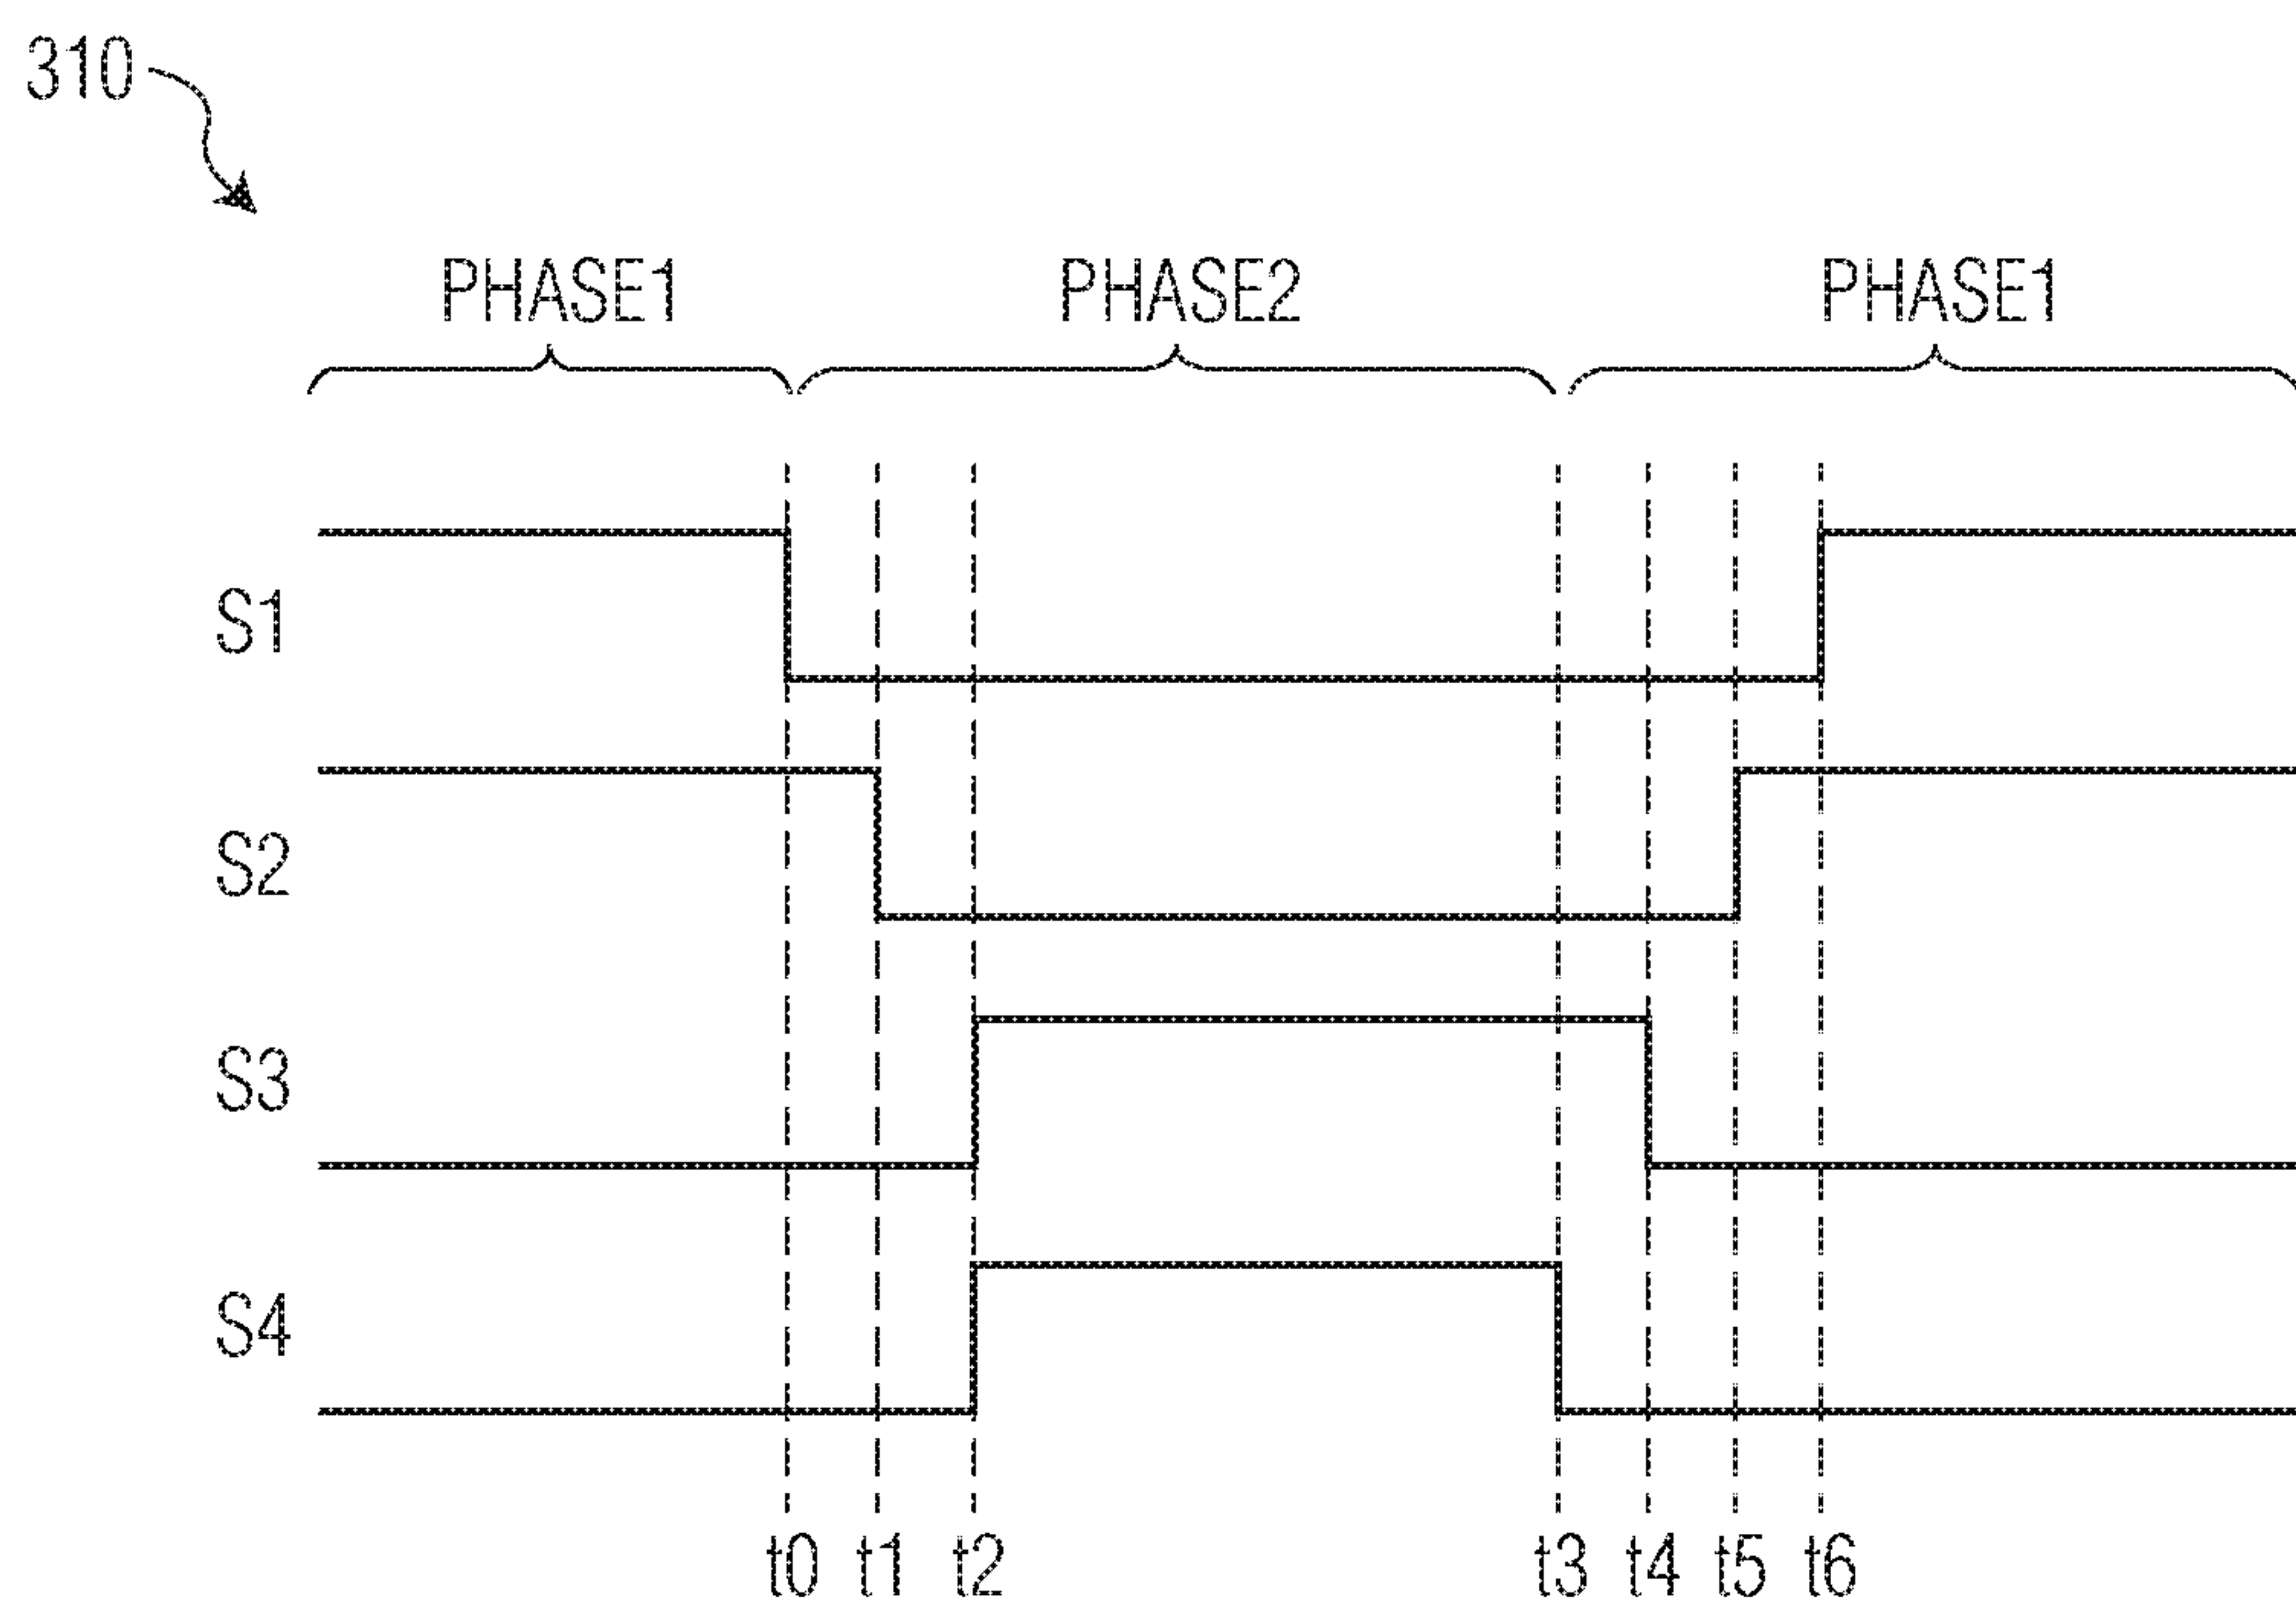 310
PHASE1 PHASE2 PHASE1
S1
S2
S3
S4
t0 t1 t2 t3 t4 t5 t6